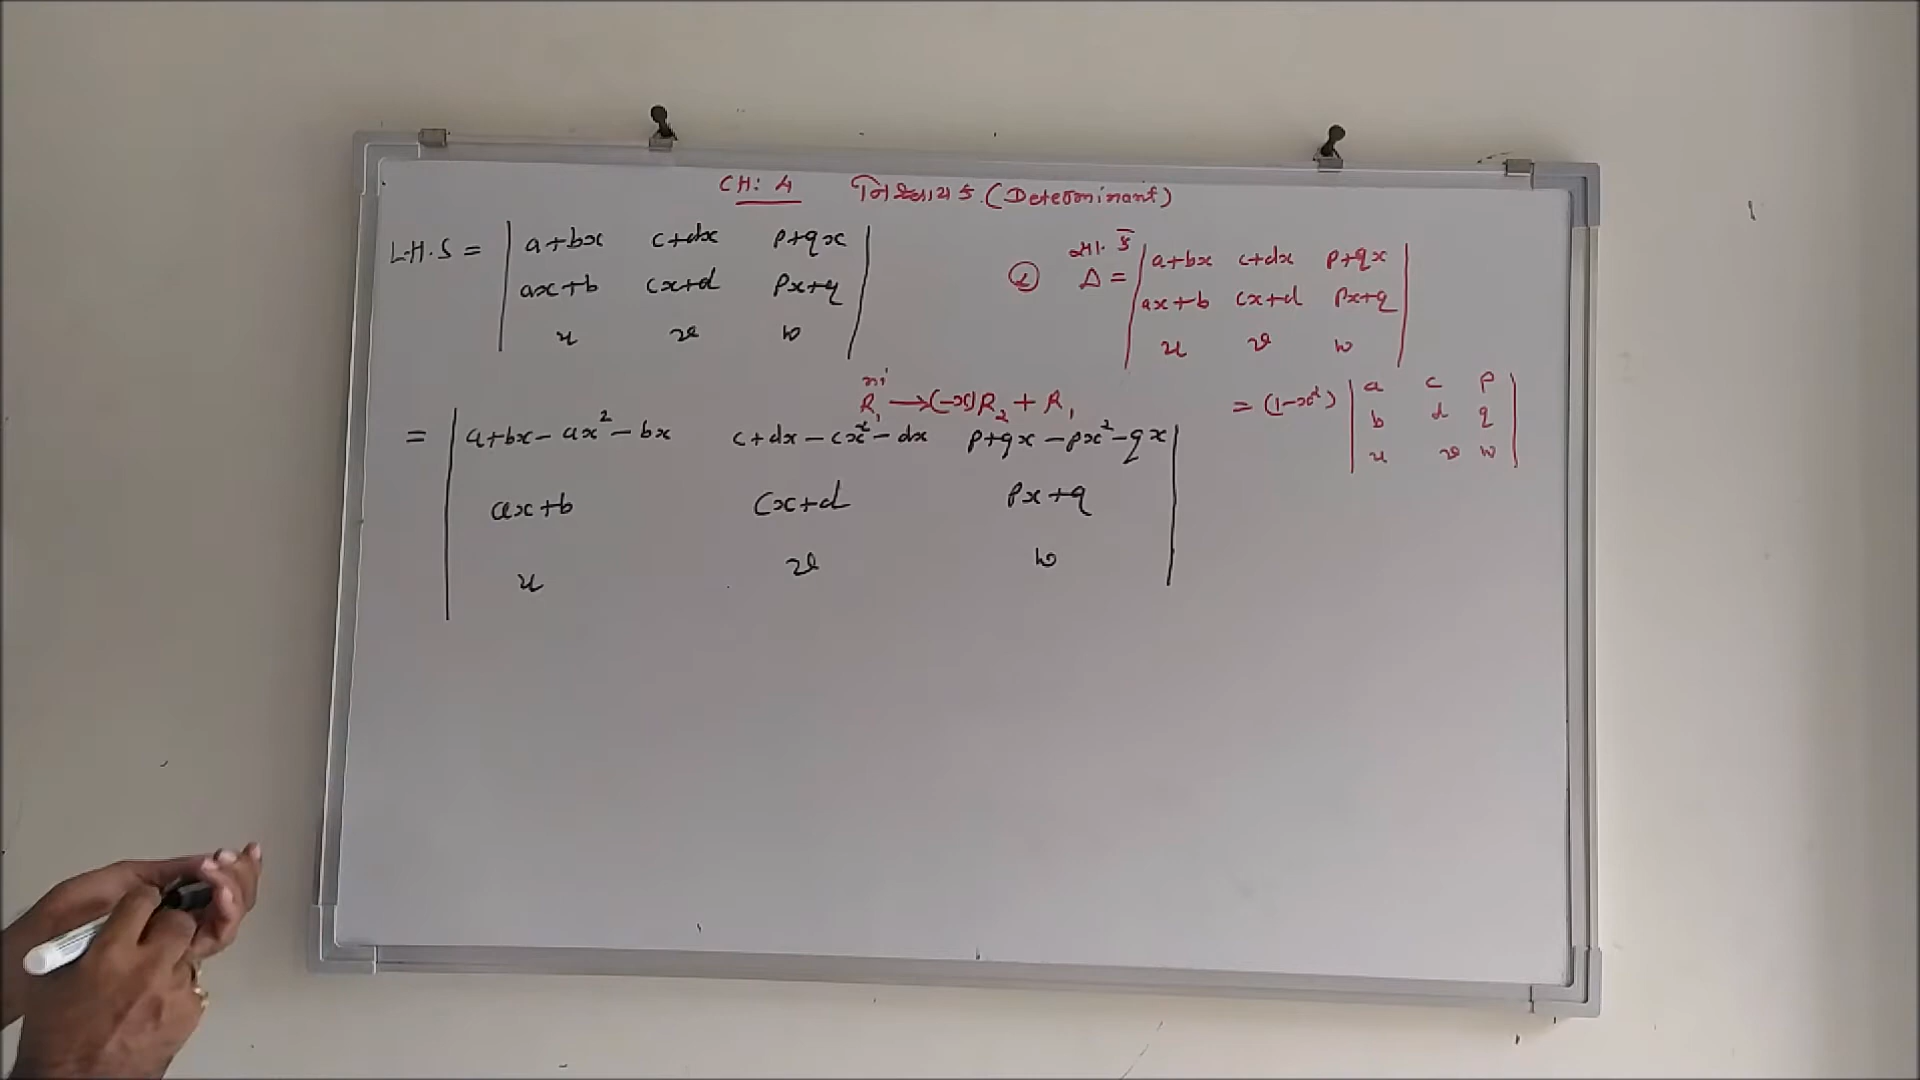 CH: 4 નિશ્ચાયક (Determinant)
L.H.S = | a+bx c+dx p+qx |
| ax+b cx+d px+q |
| u v w |
② સા. કે Δ = | a+bx c+dx p+qx |
| ax+b cx+d px+q |
| u v w |
= (1-x²) | a c p |
| b d q |
| u v w |
R₁ → (-x)R₂ + R₁
= | a+bx-ax²-bx c+dx-cx²-dx p+qx-px²-qx |
| ax+b cx+d px+q |
| u v w |